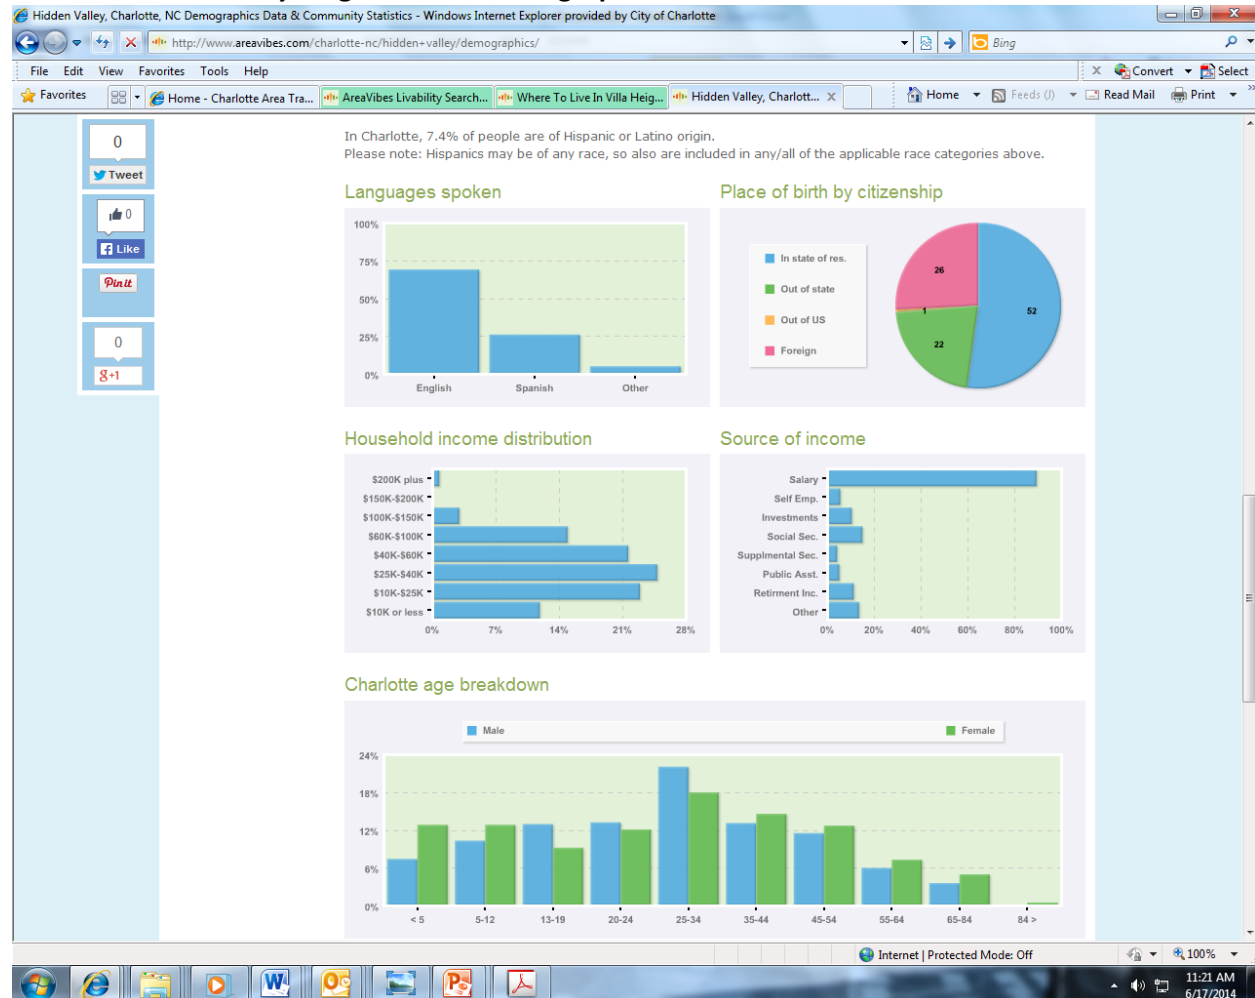 Hidden Valley, Charlotte, NC Demographics Data & Community Statistics - Windows Internet Explorer provided by City of Charlotte
http://www.areavibes.com/charlotte-nc/hidden+valley/demographics/
Bing
File Edit View Favorites Tools Help
x Convert Select
Favorites
Home - Charlotte Area Tra...
AreaVibes Livability Search...
Where To Live In Villa Heig...
Hidden Valley, Charlott... X
Home Feeds (J) Read Mail Print »
0
Tweet
0
Like
Pin it
0
g+1
In Charlotte, 7.4% of people are of Hispanic or Latino origin.
Please note: Hispanics may be of any race, so also are included in any/all of the applicable race categories above.
Languages spoken
100%
75%
50%
25%
0%
English Spanish Other
Place of birth by citizenship
In state of res.
Out of state
Out of US
Foreign
26
1
52
22
Household income distribution
$200K plus
$150K-$200K
$100K-$150K
$60K-$100K
$40K-$60K
$25K-$40K
$10K-$25K
$10K or less
0% 7% 14% 21% 28%
Source of income
Salary
Self Emp.
Investments
Social Sec.
Supplmental Sec.
Public Asst.
Retirment Inc.
Other
0% 20% 40% 60% 80% 100%
Charlotte age breakdown
Male Female
24%
18%
12%
6%
0%
< 5 5-12 13-19 20-24 25-34 35-44 45-54 55-64 65-84 84 >
Internet | Protected Mode: Off
100%
11:21 AM
6/17/2014